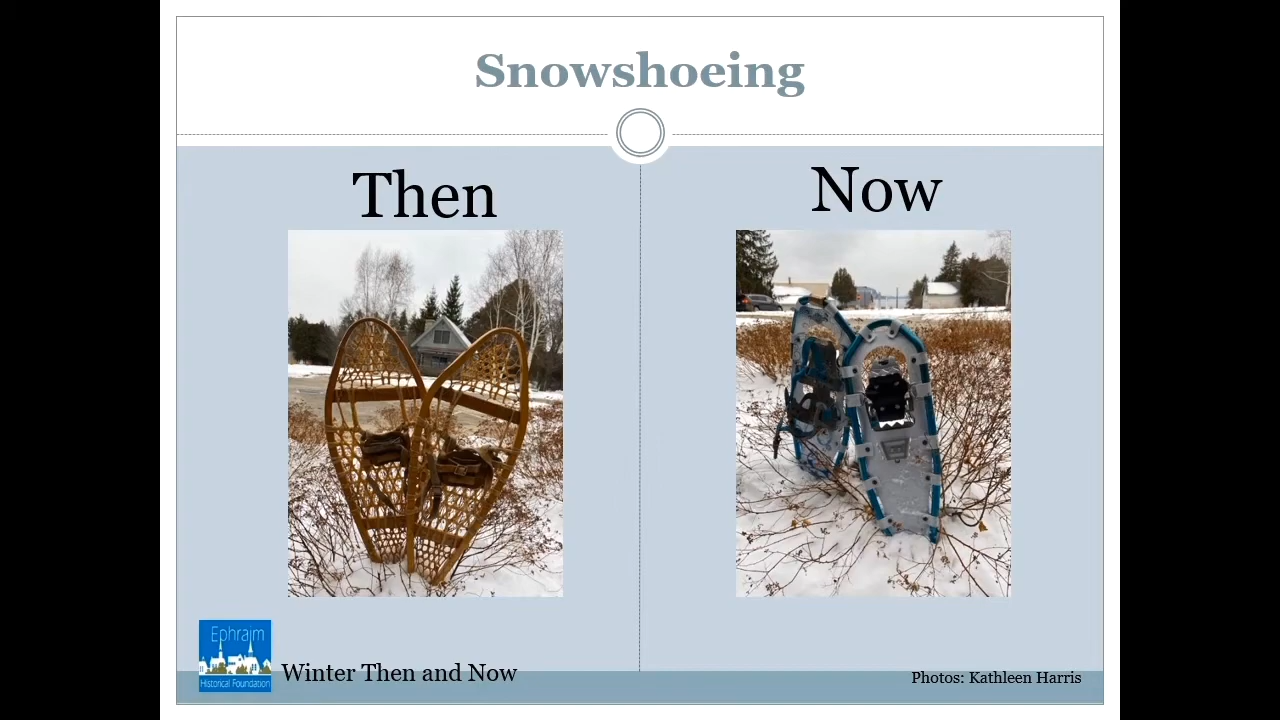 Snowshoeing
Then
Now
Ephraim
Historical Foundation
Winter Then and Now
Photos: Kathleen Harris